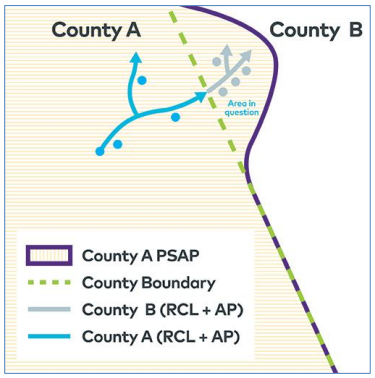 County A
County B
Area in
question
County A PSAP
County Boundary
County B (RCL + AP)
County A (RCL + AP)